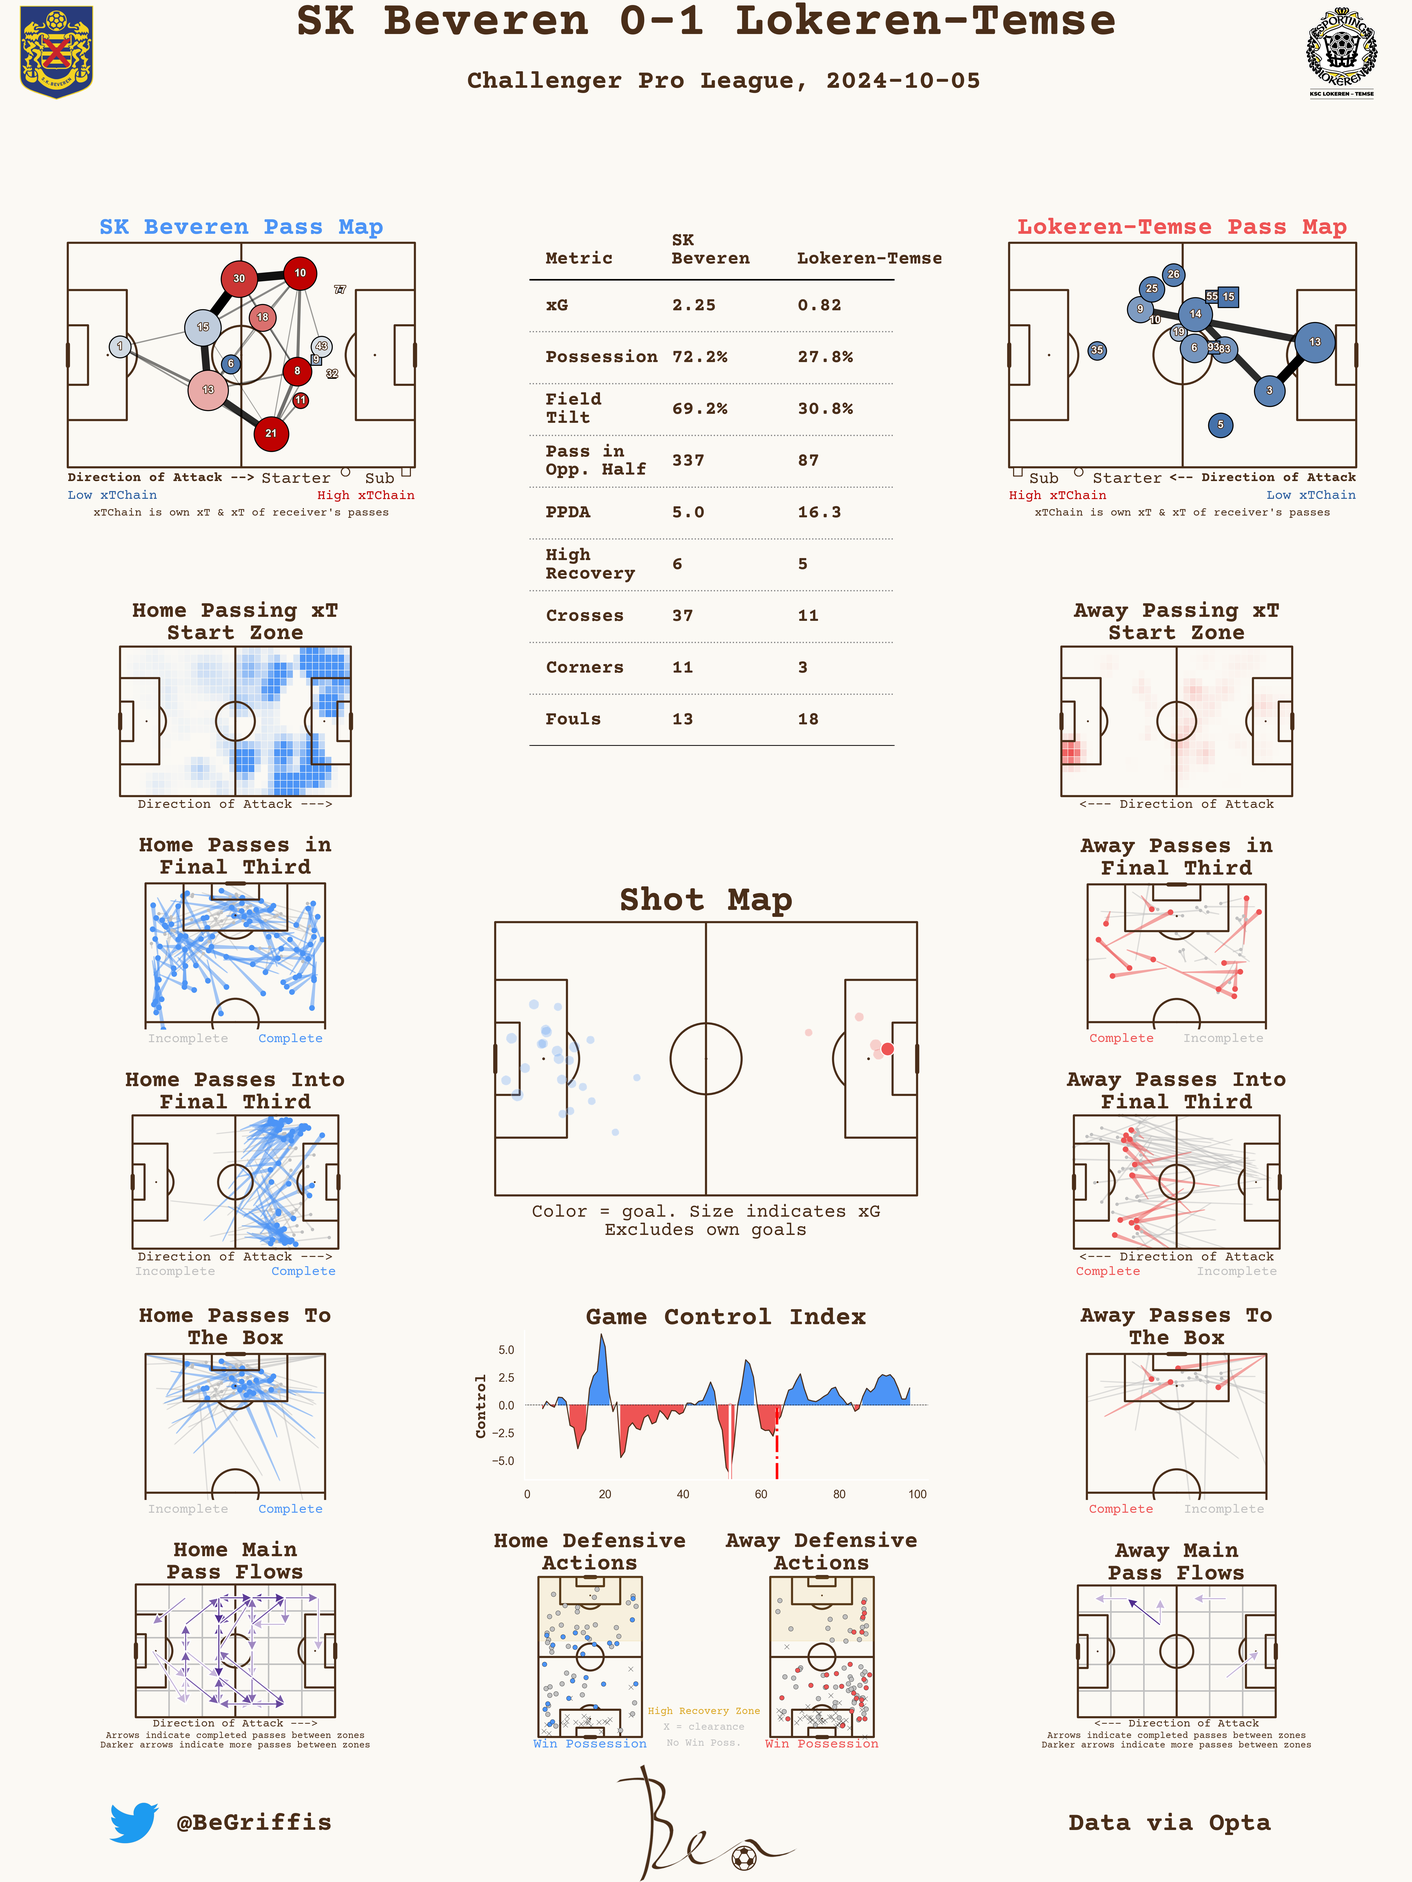 SK Beveren 0-1 Lokeren-Temse
Challenger Pro League, 2024-10-05
S.K. BEVEREN
SPORTING
LOKEREN
KSC LOKEREN - TEMSE
SK Beveren Pass Map
30
10
77
18
15
1
43
6
9
8
32
13
11
21
Direction of Attack --> Starter Sub
Low xTChain High xTChain
xTChain is own xT & xT of receiver's passes
Metric SK Beveren Lokeren-Temse
xG 2.25 0.82
Possession 72.2% 27.8%
Field Tilt 69.2% 30.8%
Pass in Opp. Half 337 87
PPDA 5.0 16.3
High Recovery 6 5
Crosses 37 11
Corners 11 3
Fouls 13 18
Lokeren-Temse Pass Map
26
25
55
15
9
10
14
19
13
35
6
93
83
3
5
Sub Starter <-- Direction of Attack
High xTChain Low xTChain
xTChain is own xT & xT of receiver's passes
Home Passing xT
Start Zone
Direction of Attack --->
Away Passing xT
Start Zone
<--- Direction of Attack
Home Passes in
Final Third
Incomplete Complete
Away Passes in
Final Third
Complete Incomplete
Shot Map
Color = goal. Size indicates xG
Excludes own goals
Home Passes Into
Final Third
Direction of Attack --->
Incomplete Complete
Away Passes Into
Final Third
<--- Direction of Attack
Complete Incomplete
Home Passes To
The Box
Incomplete Complete
Game Control Index
Control
5.0
2.5
0.0
−2.5
−5.0
0 20 40 60 80 100
Away Passes To
The Box
Complete Incomplete
Home Main
Pass Flows
Direction of Attack --->
Arrows indicate completed passes between zones
Darker arrows indicate more passes between zones
Home Defensive
Actions
Win Possession
High Recovery Zone
X = clearance
No Win Poss.
Away Defensive
Actions
Win Possession
Away Main
Pass Flows
<--- Direction of Attack
Arrows indicate completed passes between zones
Darker arrows indicate more passes between zones
@BeGriffis
Ben
Data via Opta